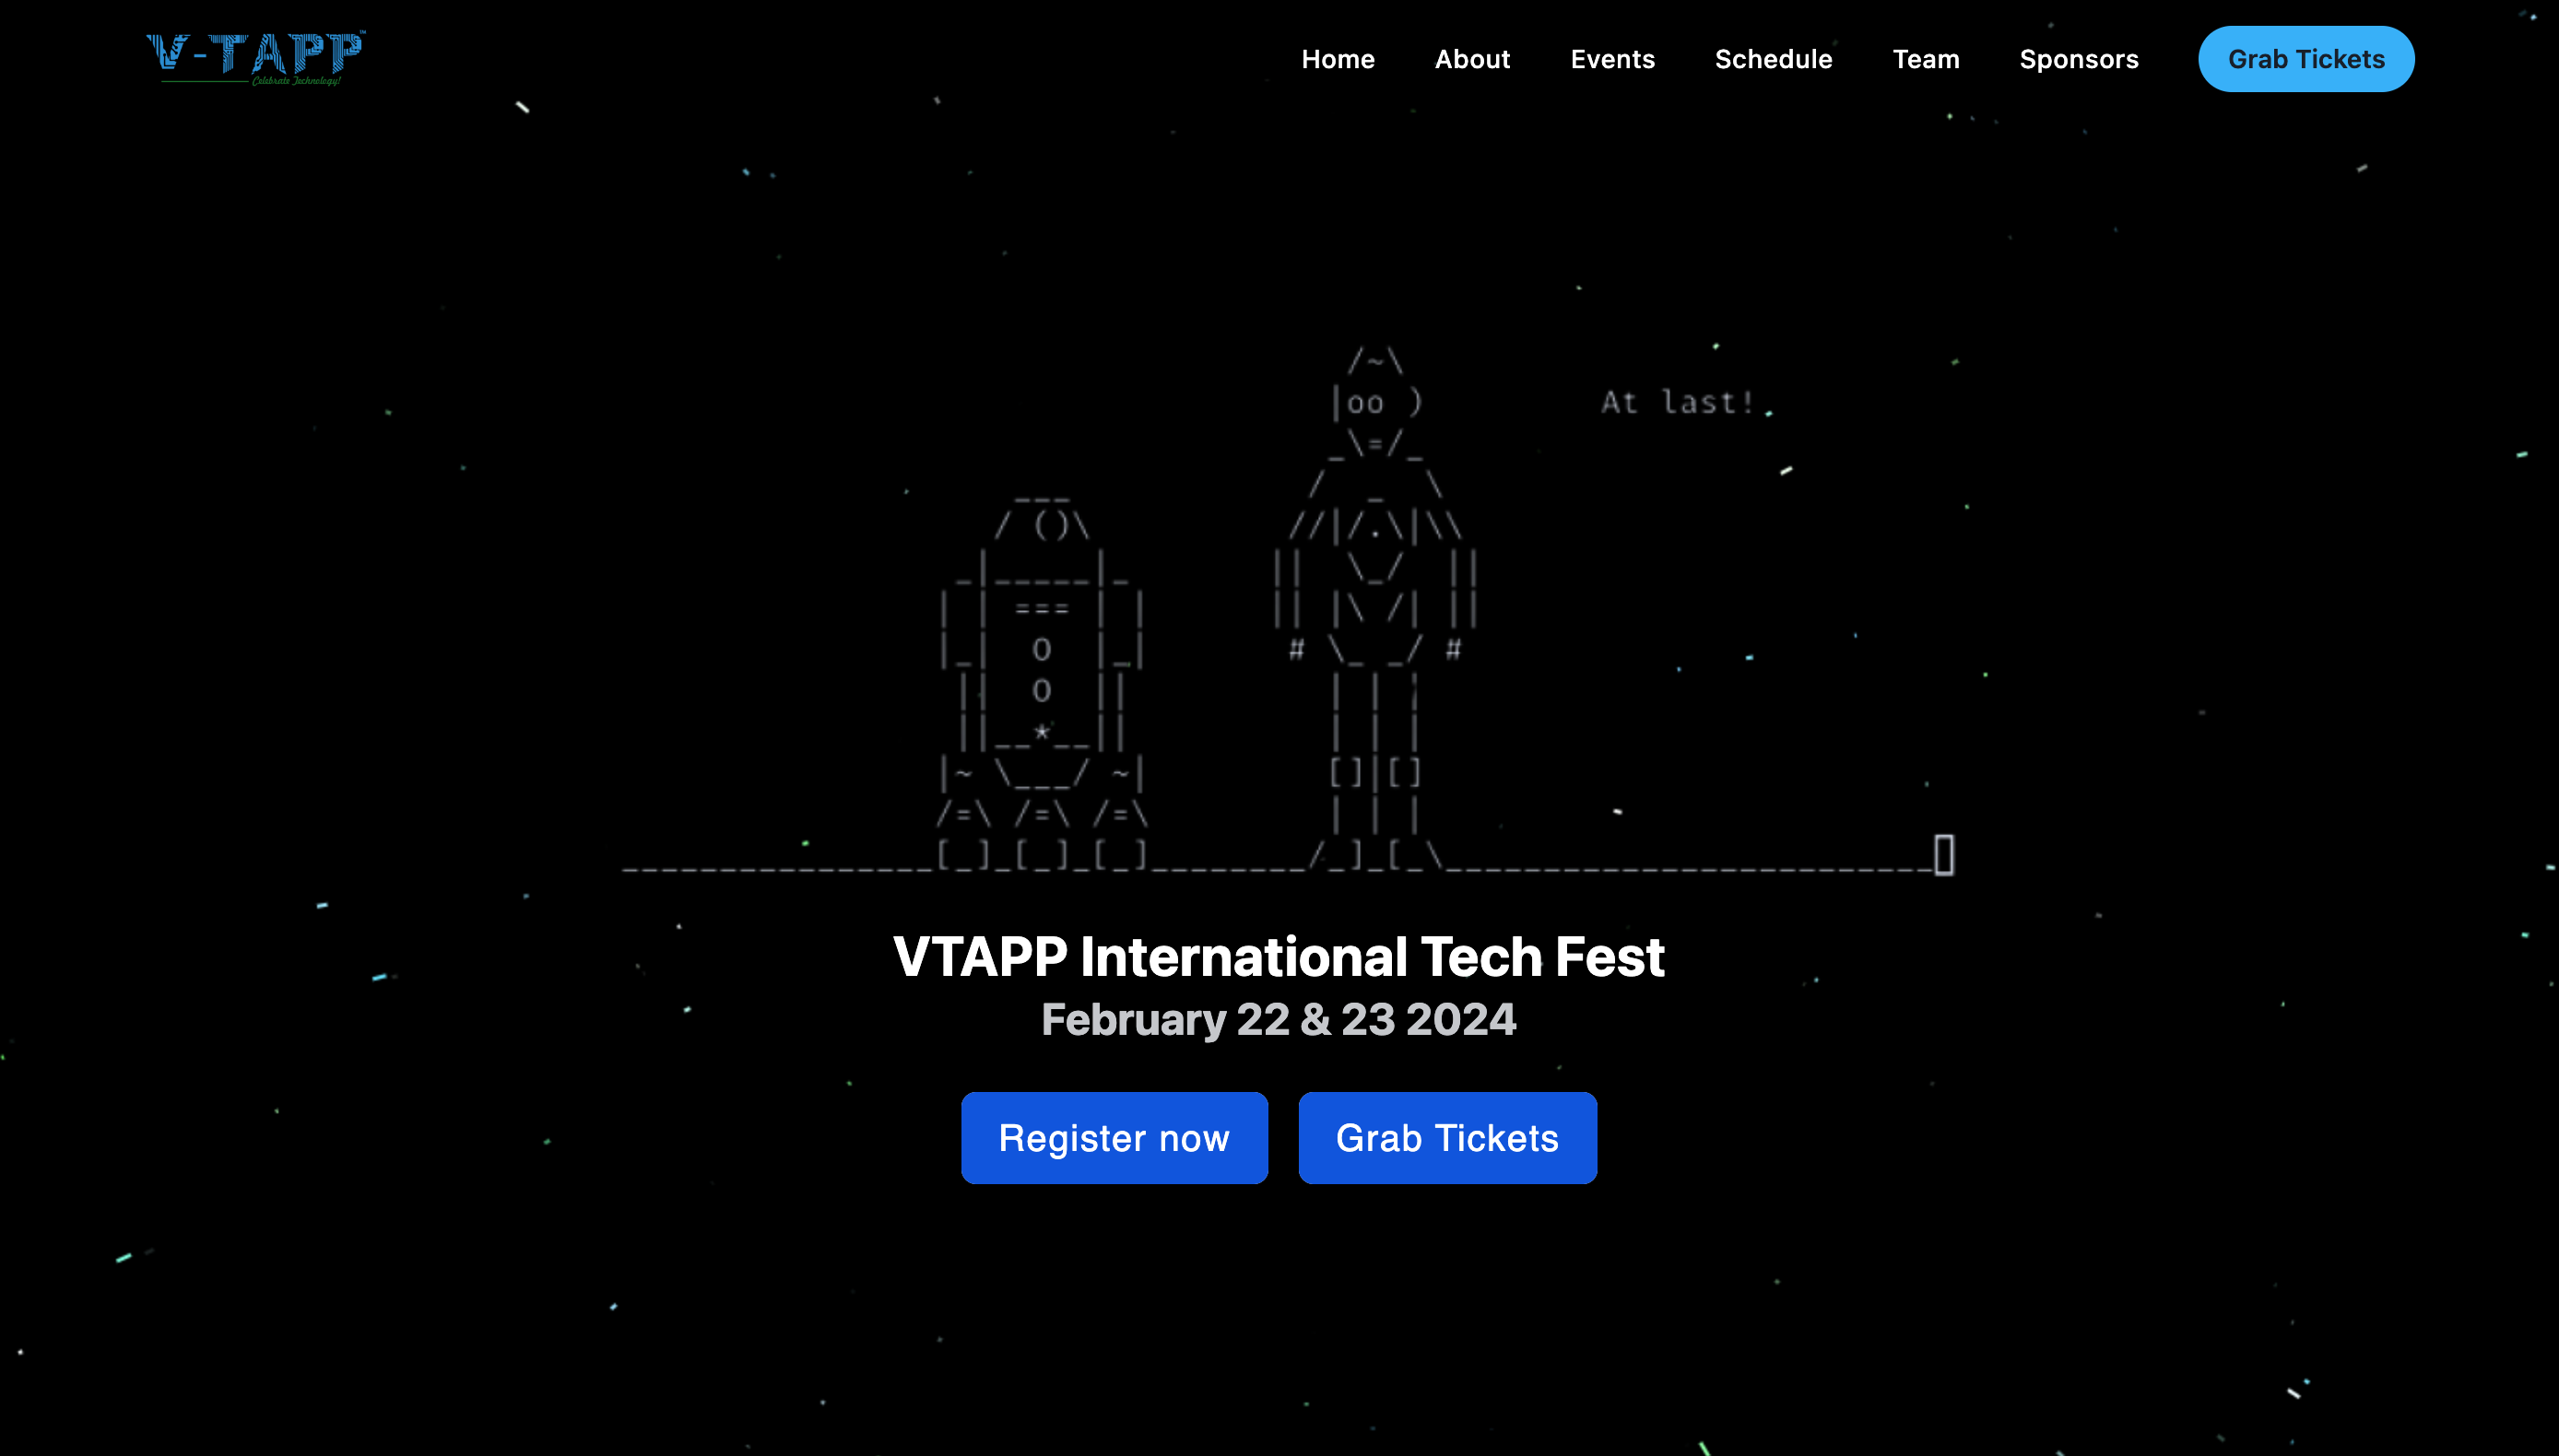 V-TAPP™
Celebrate Technology!
Home About Events Schedule Team Sponsors Grab Tickets
At last!
VTAPP International Tech Fest
February 22 & 23 2024
Register now Grab Tickets